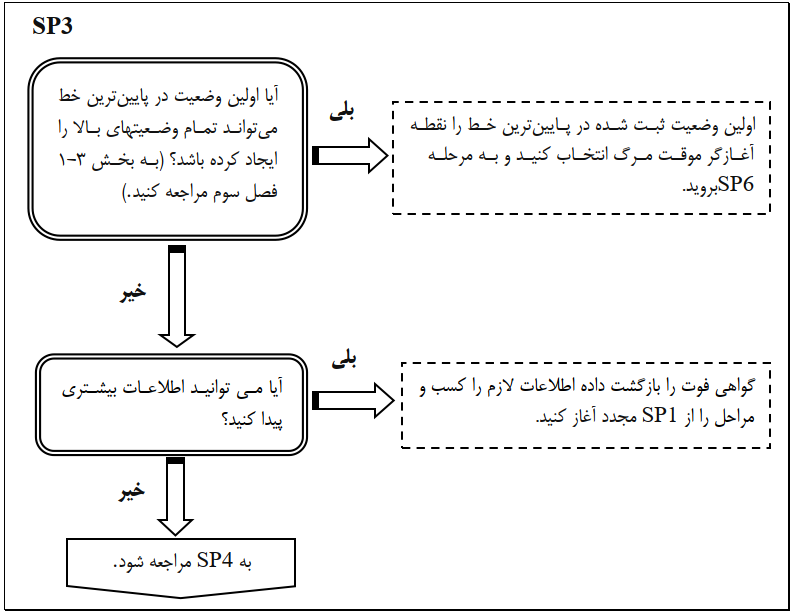 SP3
آیا اولین وضعیت در پایین‌ترین خط
می‌تواند تمام وضعیتهای بالا را
ایجاد کرده باشد؟ (به بخش ۳-۱
فصل سوم مراجعه کنید.)
بلی
اولین وضعیت ثبت شده در پایین‌ترین خط را نقطه
آغازگر موقت مرگ انتخاب کنید و به مرحله
SP6بروید.
خیر
آیا می توانید اطلاعات بیشتری
پیدا کنید؟
بلی
گواهی فوت را بازگشت داده اطلاعات لازم را کسب و
مراحل را از SP1 مجدد آغاز کنید.
خیر
به SP4 مراجعه شود.